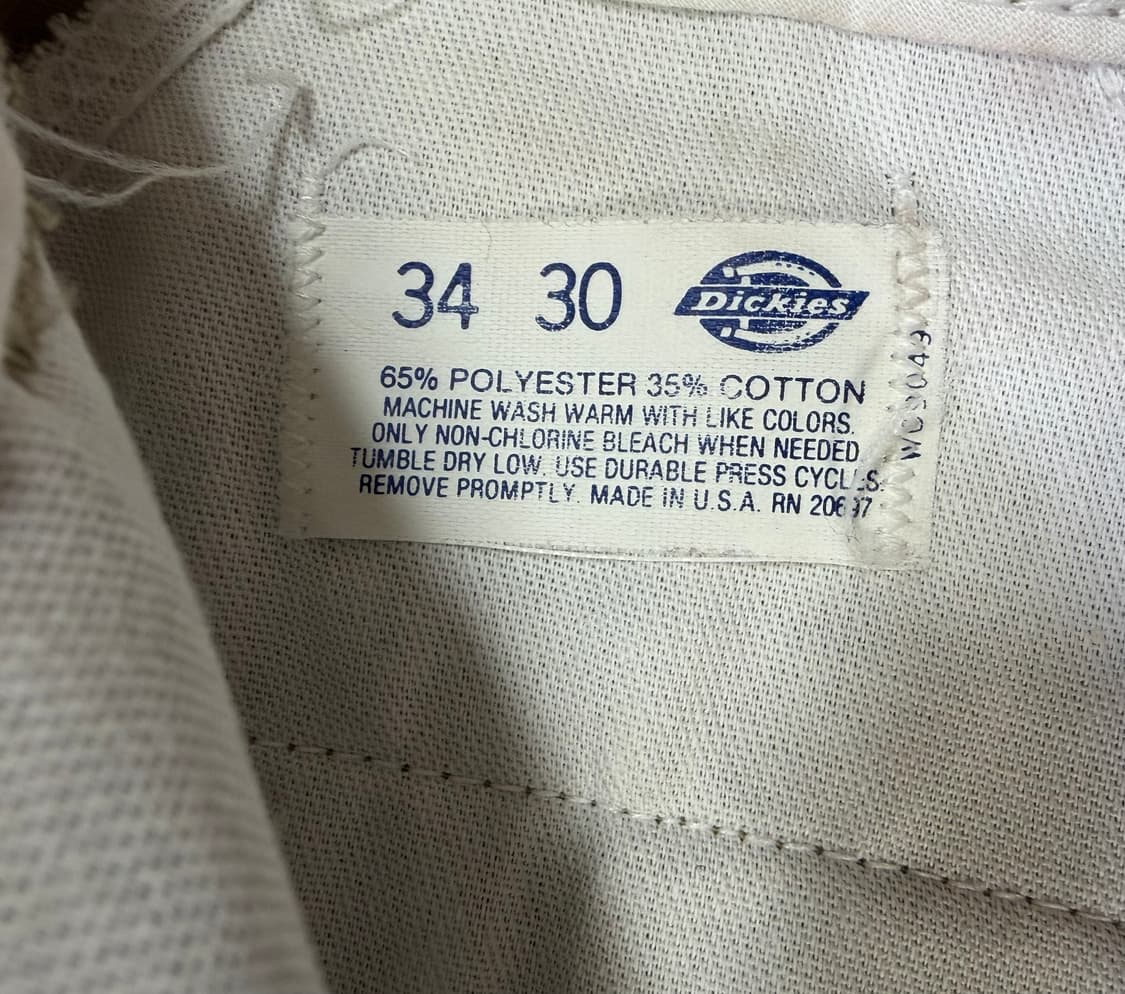 34 30 Dickies
65% POLYESTER 35% COTTON
MACHINE WASH WARM WITH LIKE COLORS.
ONLY NON-CHLORINE BLEACH WHEN NEEDED
TUMBLE DRY LOW. USE DURABLE PRESS CYCLES.
REMOVE PROMPTLY. MADE IN U.S.A. RN 20697